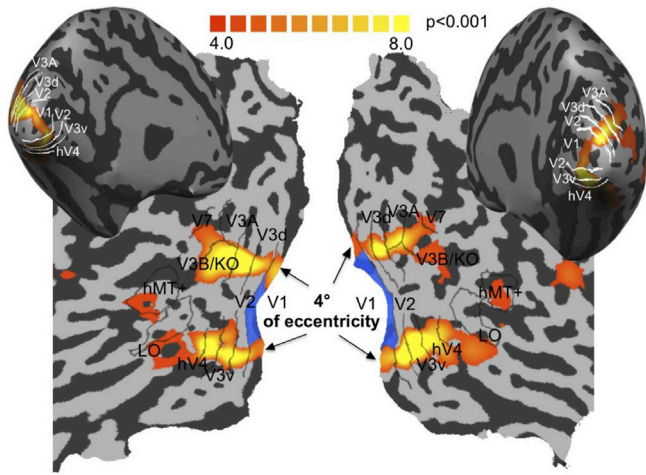 p<0.001
4.0 8.0
V3A
V3d
V2
V1 V2
V3v
hV4
V3A
V3d
V2
V1
V2
V3v
hV4
V7 V3A V3d
V3B/KO
hMT+
V2 V1
LO
hV4
V3v
4°
of eccentricity
V3d V3A V7
V3B/KO
hMT+
V1 V2
LO
hV4
V3v